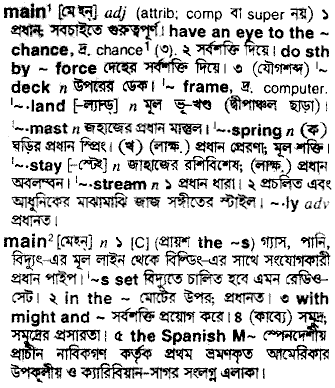 main¹ [মেইন্] adj (attrib; comp বা super নয়) ১
প্রধান; সবচাইতে গুরুত্বপূর্ণ। have an eye to the ~
chance, দ্র. chance¹ (৩). ২ সর্বশক্তি দিয়ে। do sth
by ~ force দেহের সর্বশক্তি দিয়ে। ৩ (যৌগশব্দ) ˈ~
deck n উপরের ডেক। ˈ~ frame, দ্র. computer.
ˈ~·land [–ল্যান্ড্] n মূল ভূ-খণ্ড (দ্বীপাঞ্চল ছাড়া)।
ˈ~·mast n জাহাজের প্রধান মাস্তুল। ˈ~·spring n (ক)
ঘড়ির প্রধান স্প্রিং। (খ) (লাক্ষ.) প্রধান প্রেরণা; মূল শক্তি।
ˈ~·stay [–স্টেই] n জাহাজের রশিবিশেষ; (লাক্ষ.) প্রধান
অবলম্বন। ˈ~·stream n ১ প্রধান ধারা। ২ প্রচলিত এবং
আধুনিকের মাঝামাঝি জাজ সঙ্গীতের স্টাইল। ~·ly adv
প্রধানত।
main² [মেইন্] n ১ [C] (প্রায়শ the ~s) গ্যাস, পানি,
বিদ্যুৎ-এর মূল লাইন থেকে বিল্ডিং-এর সাথে সংযোগকারী
প্রধান পাইপ। ˈ~s set বিদ্যুতে চালিত হবে এমন রেডিও-
সেট। ২ in the ~ মোটের উপর; প্রধানত। ৩ with
might and ~ সর্বশক্তি প্রয়োগ করে। ৪ (কাব্যে) সমুদ্র;
সমুদ্রের প্রসারতা। ৫ the Spanish M~ স্পেনদেশীয়
প্রাচীন নাবিকগণ কর্তৃক প্রথম ভ্রমণকৃত আমেরিকার
উপকূলীয় ও ক্যারিবিয়ান-সাগর সংলগ্ন এলাকা।